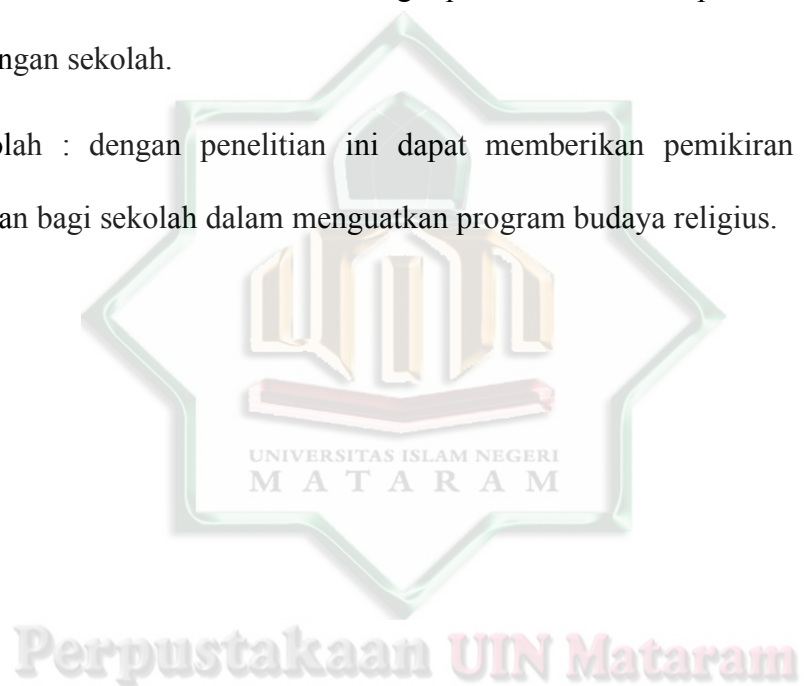 ngan sekolah.
olah : dengan penelitian ini dapat memberikan pemikiran
an bagi sekolah dalam menguatkan program budaya religius.
UNIVERSITAS ISLAM NEGERI
MATARAM
Perpustakaan UIN Mataram